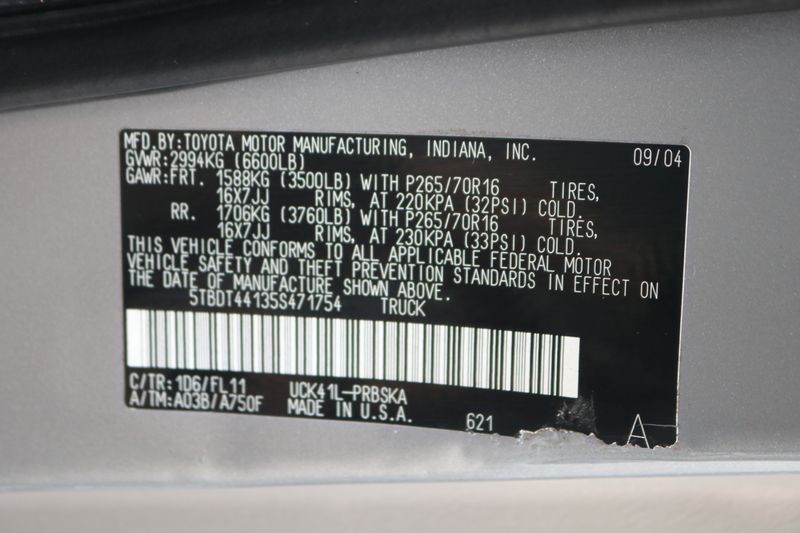 MFD.BY:TOYOTA MOTOR MANUFACTURING, INDIANA, INC. 09/04
GVWR:2994KG (6600LB)
GAWR:FRT. 1588KG (3500LB) WITH P265/70R16 TIRES,
16X7JJ RIMS, AT 220KPA (32PSI) COLD.
RR. 1706KG (3760LB) WITH P265/70R16 TIRES,
16X7JJ RIMS, AT 230KPA (33PSI) COLD.
THIS VEHICLE CONFORMS TO ALL APPLICABLE FEDERAL MOTOR
VEHICLE SAFETY AND THEFT PREVENTION STANDARDS IN EFFECT ON
THE DATE OF MANUFACTURE SHOWN ABOVE.
5TBDT44135S471754 TRUCK
C/TR:1D6/FL11 UCK41L-PRBSKA
A/TM:A03B/A750F MADE IN U.S.A. 621 A